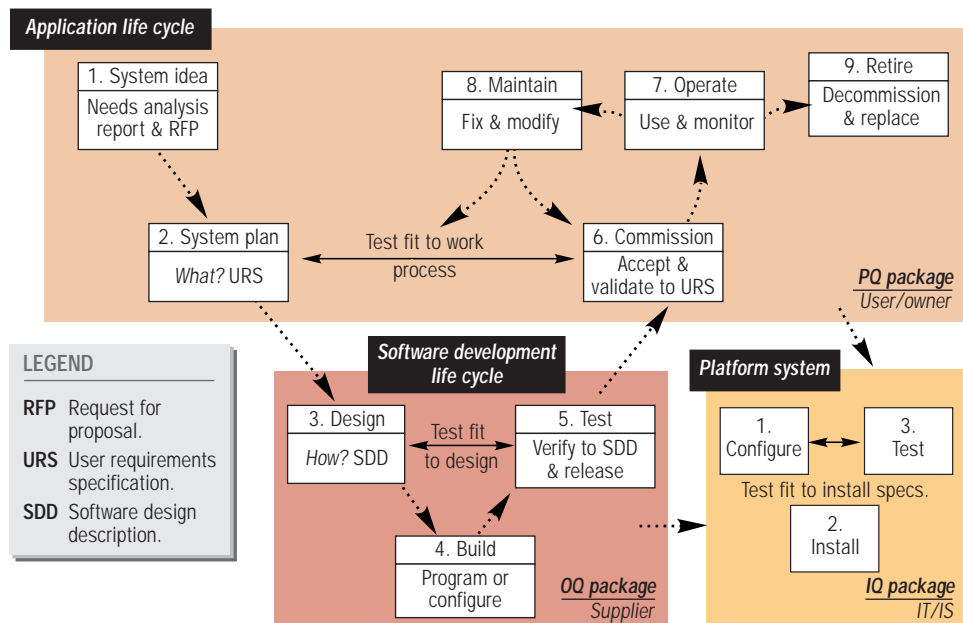 Application life cycle
1. System idea
Needs analysis
report & RFP
8. Maintain
Fix & modify
7. Operate
Use & monitor
9. Retire
Decommission
& replace
2. System plan
What? URS
Test fit to work
process
6. Commission
Accept &
validate to URS
PQ package
User/owner
LEGEND
RFP Request for
proposal.
URS User requirements
specification.
SDD Software design
description.
Software development
life cycle
3. Design
How? SDD
Test fit
to design
5. Test
Verify to SDD
& release
4. Build
Program or
configure
OQ package
Supplier
Platform system
1.
Configure
3.
Test
Test fit to install specs.
2.
Install
IQ package
IT/IS